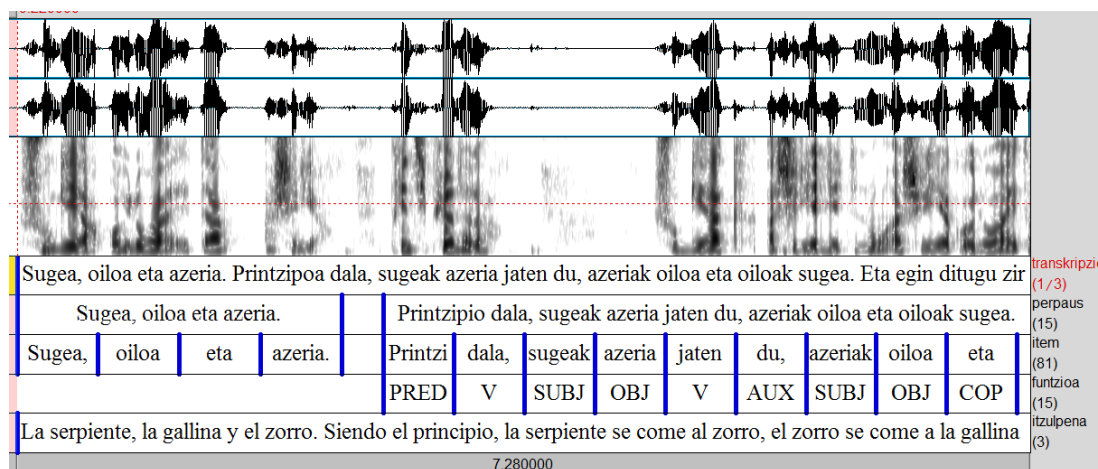 Sugea, oiloa eta azeria. Printzipoa dala, sugeak azeria jaten du, azeriak oiloa eta oiloak sugea. Eta egin ditugu zir
transkripzi
(1/3)
Sugea, oiloa eta azeria. Printzipio dala, sugeak azeria jaten du, azeriak oiloa eta oiloak sugea.
perpaus
(15)
Sugea, oiloa eta azeria. Printzi dala, sugeak azeria jaten du, azeriak oiloa eta
item
(81)
PRED V SUBJ OBJ V AUX SUBJ OBJ COP
funtzioa
(15)
La serpiente, la gallina y el zorro. Siendo el principio, la serpiente se come al zorro, el zorro se come a la gallina
itzulpena
(3)
7.280000